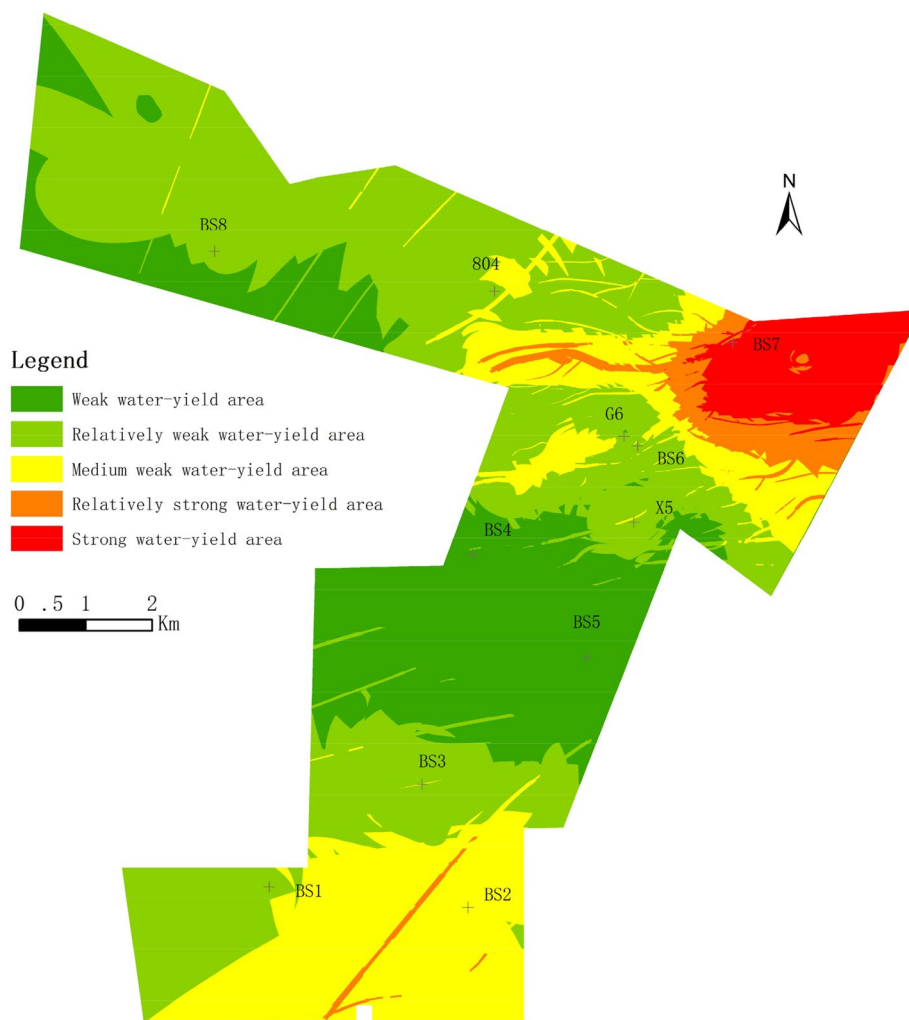 N
BS8
804
BS7
Legend
Weak water-yield area
Relatively weak water-yield area
Medium weak water-yield area
Relatively strong water-yield area
Strong water-yield area
G6
BS6
X5
BS4
0 .5 1 2
Km
BS5
BS3
BS1
BS2